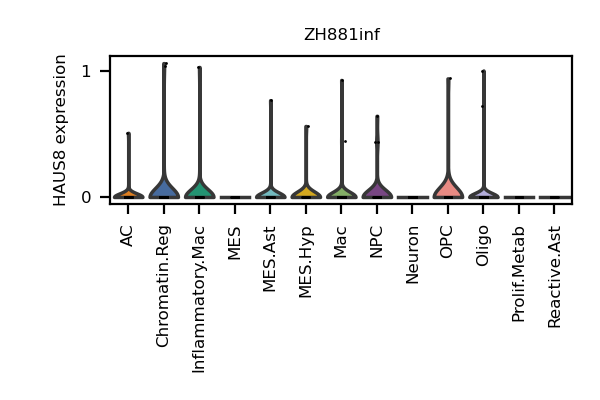 ZH881inf
HAUS8 expression
1
0
AC
Chromatin.Reg
Inflammatory.Mac
MES
MES.Ast
MES.Hyp
Mac
NPC
Neuron
OPC
Oligo
Prolif.Metab
Reactive.Ast